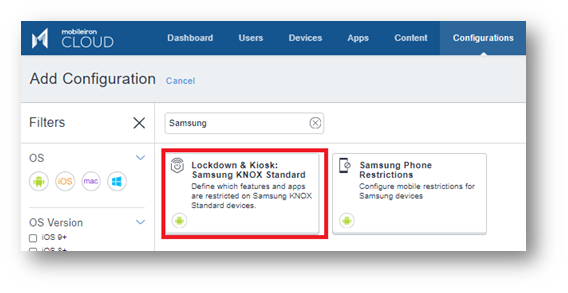 mobileiron
CLOUD
Dashboard Users Devices Apps Content Configurations
Add Configuration Cancel
Filters
Samsung
OS
iOS
mac
Lockdown & Kiosk:
Samsung KNOX Standard
Define which features and apps
are restricted on Samsung KNOX
Standard devices.
Samsung Phone
Restrictions
Configure mobile restrictions for
Samsung devices
OS Version
iOS 9+
iOS 8+